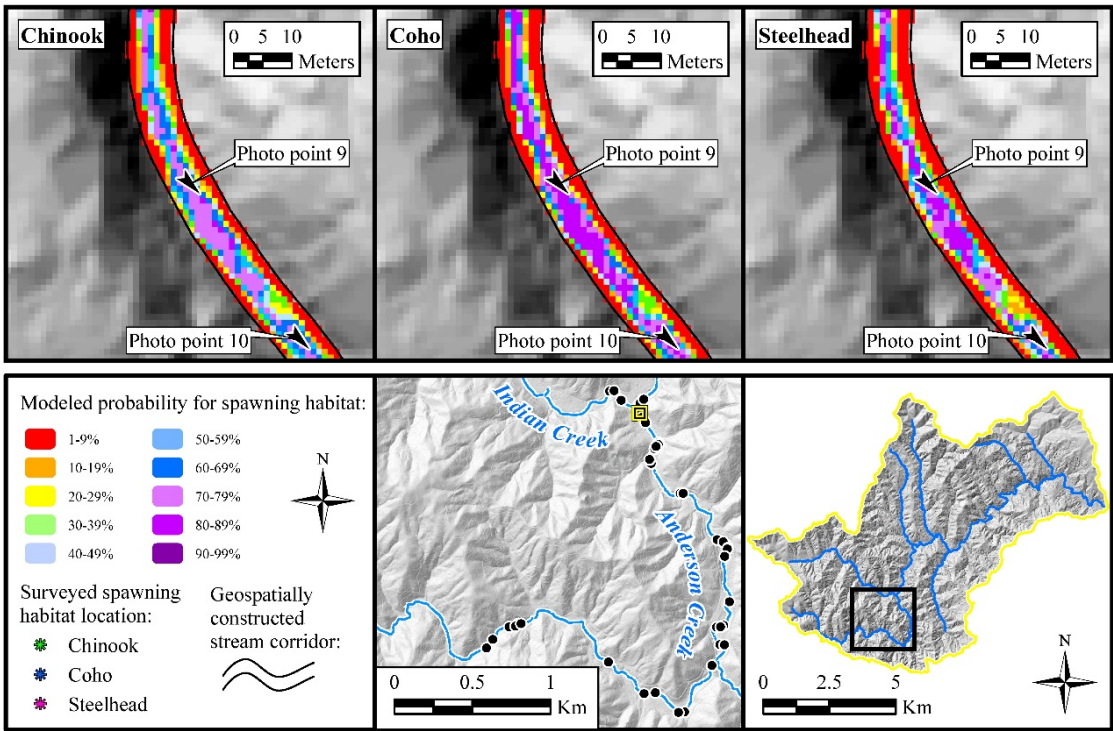 Chinook
0 5 10
Meters
Photo point 9
Photo point 10
Coho
0 5 10
Meters
Photo point 9
Photo point 10
Steelhead
0 5 10
Meters
Photo point 9
Photo point 10
Modeled probability for spawning habitat:
1-9%
10-19%
20-29%
30-39%
40-49%
50-59%
60-69%
70-79%
80-89%
90-99%
N
Surveyed spawning
habitat location:
Chinook
Coho
Steelhead
Geospatially
constructed
stream corridor:
Indian Creek
Anderson Creek
0 0.5 1
Km
0 2.5 5
Km
N